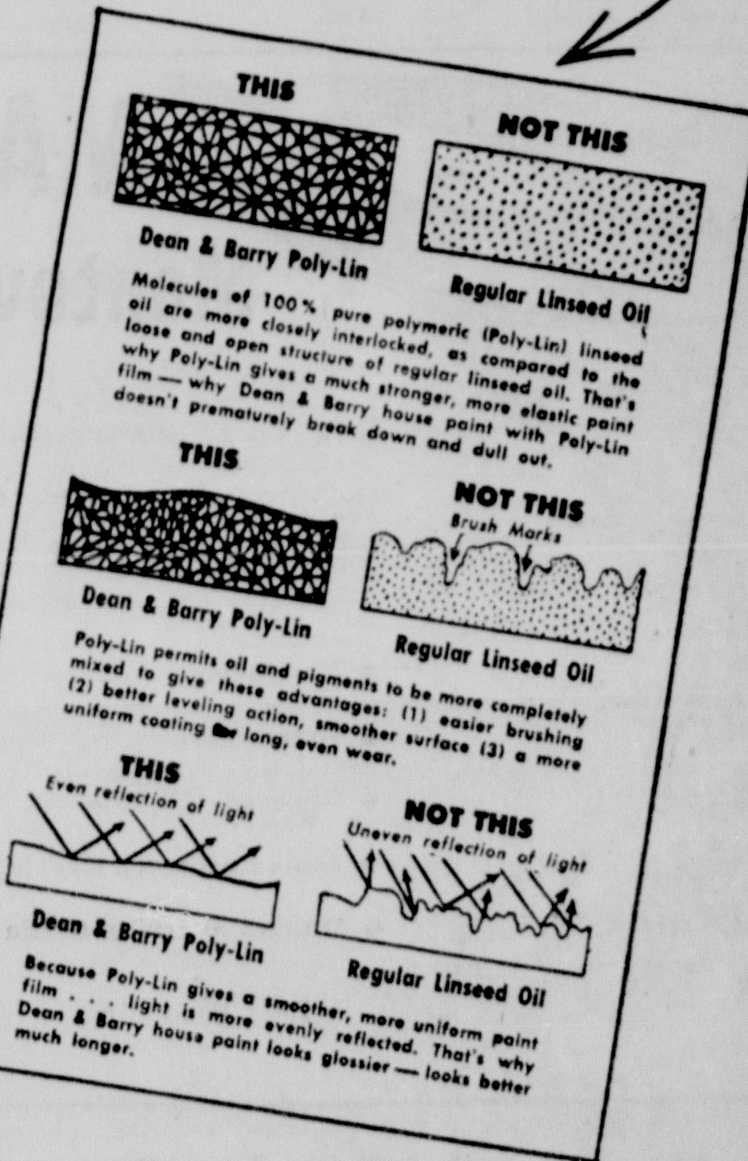 THIS
NOT THIS
Dean & Barry Poly-Lin
Regular Linseed Oil
Molecules of 100% pure polymeric (Poly-Lin) linseed
oil are more closely interlocked, as compared to the
loose and open structure of regular linseed oil. That's
why Poly-Lin gives a much stronger, more elastic paint
film — why Dean & Barry house paint with Poly-Lin
doesn't prematurely break down and dull out.
THIS
NOT THIS
Brush Marks
Dean & Barry Poly-Lin
Regular Linseed Oil
Poly-Lin permits oil and pigments to be more completely
mixed to give these advantages: (1) easier brushing
(2) better leveling action, smoother surface (3) a more
uniform coating long, even wear.
THIS
Even reflection of light
NOT THIS
Uneven reflection of light
Dean & Barry Poly-Lin
Regular Linseed Oil
Because Poly-Lin gives a smoother, more uniform paint
film . . . light is more evenly reflected. That's why
Dean & Barry house paint looks glossier — looks better
much longer.